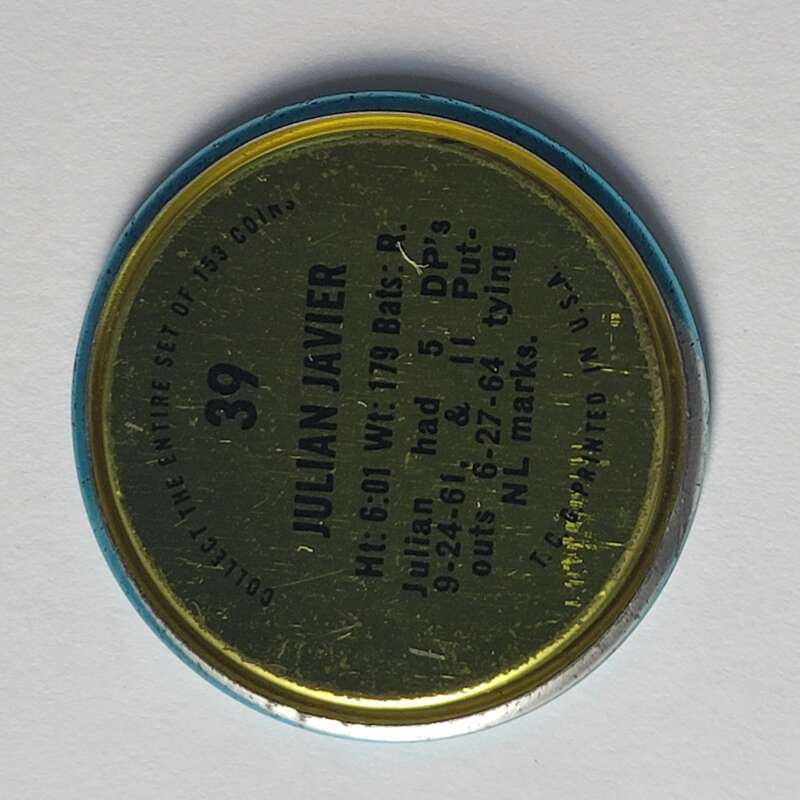 COLLECT THE ENTIRE SET OF 153 COINS
39
JULIAN JAVIER
Ht: 6:01 Wt: 179 Bats: R.
Julian had 5 DP's
9-24-61, & 11 Put-
outs 6-27-64 tying
NL marks.
T.C.G. PRINTED IN U.S.A.